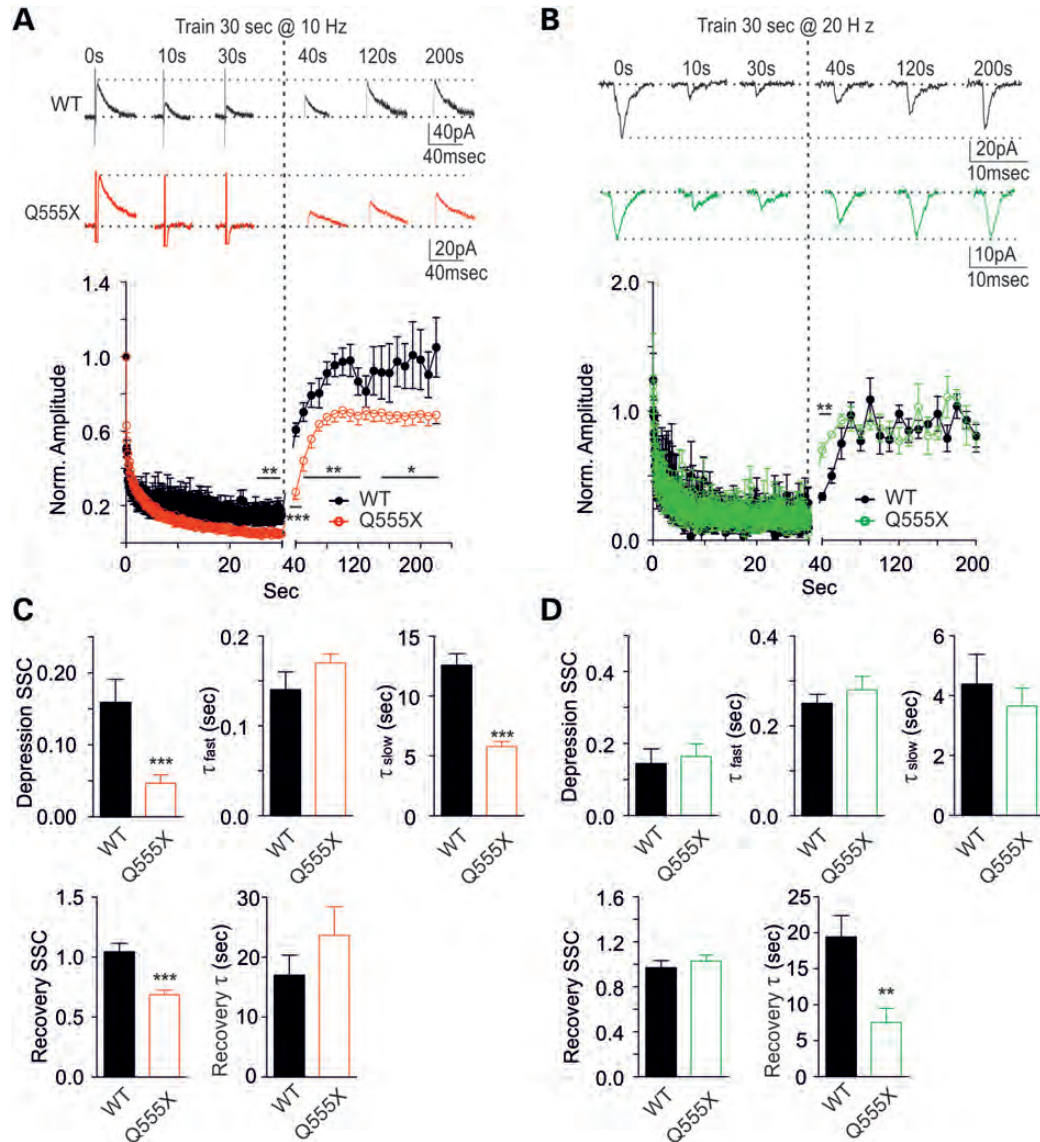 A
Train 30 sec @ 10 Hz
0s 10s 30s 40s 120s 200s
WT
40pA
40msec
Q555X
20pA
40msec
1.4
1.0
0.6
0.2
Norm. Amplitude
**
***
**
*
WT
Q555X
0 20 40 120 200
Sec
B
Train 30 sec @ 20 H z
0s 10s 30s 40s 120s 200s
20pA
10msec
10pA
10msec
2.0
1.0
0.0
Norm. Amplitude
**
WT
Q555X
0 20 40 120 200
Sec
C
Depression SSC
0.20
0.10
0.00
***
WT
Q555X
τ fast (sec)
0.2
0.1
0.0
WT
Q555X
τ slow (sec)
15
10
5
0
***
WT
Q555X
Recovery SSC
1.5
1.0
0.5
0.0
***
WT
Q555X
Recovery τ (sec)
30
20
10
0
WT
Q555X
D
Depression SSC
0.4
0.2
0.0
WT
Q555X
τ fast (sec)
0.4
0.2
0.0
WT
Q555X
τ slow (sec)
6
4
2
0
WT
Q555X
Recovery SSC
1.6
1.2
0.8
0.4
0.0
WT
Q555X
Recovery τ (sec)
25
20
15
10
5
0
**
WT
Q555X